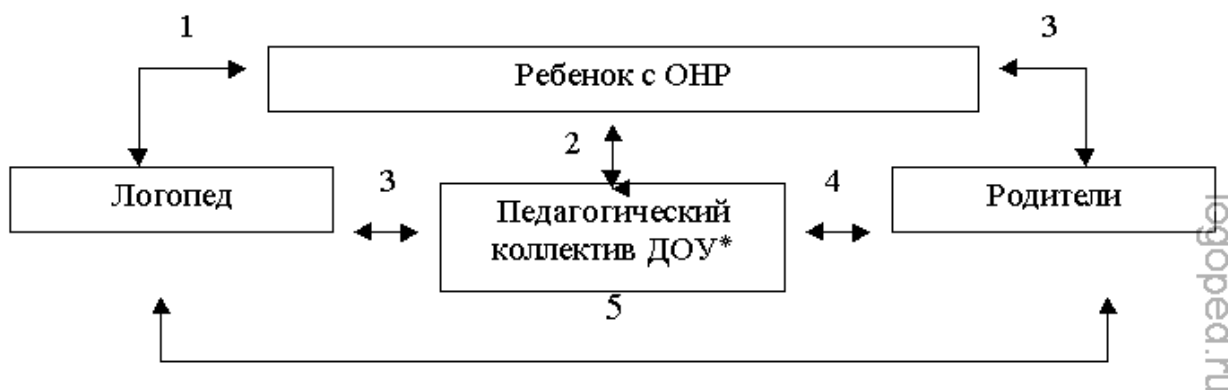 1
3
Ребенок с ОНР
2
Логопед
3
Педагогический
коллектив ДОУ*
4
Родители
5
logoped.ru